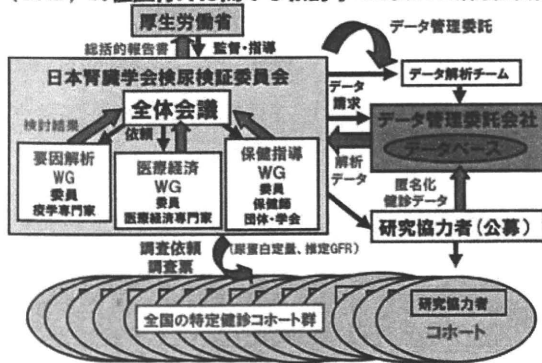 厚生労働省
総括的報告書
監督・指導
データ管理委託
日本腎臓学会検尿検証委員会
全体会議
検討結果
依頼
要因解析
WG
委員
疫学専門家
医療経済
WG
委員
医療経済専門家
保健指導
WG
委員
保健師
団体・学会
データ
請求
データ解析チーム
データ管理委託会社
データベース
解析
データ
匿名化
健診データ
研究協力者(公募)
調査依頼
調査票
(尿蛋白定量、推定GFR)
全国の特定健診コホート群
研究協力者
コホート